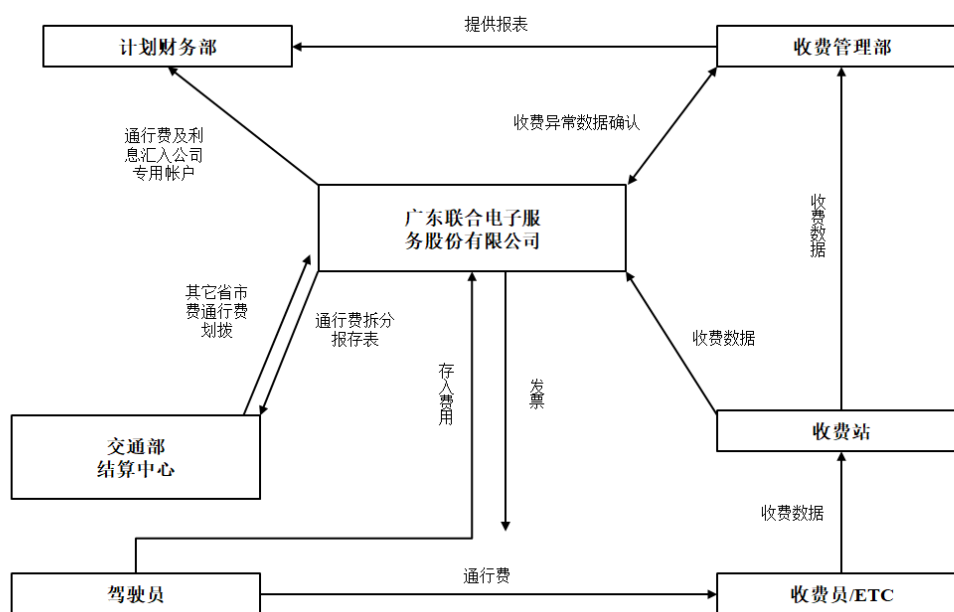 提供报表
计划财务部
收费管理部
通行费及利
息汇入公司
专用帐户
收费异常数据确认
广东联合电子服
务股份有限公司
收费数据
其它省市
费通行费
划拨
通行费拆分
报存表
收费数据
存入费用
发票
收费站
交通部
结算中心
收费数据
通行费
驾驶员
收费员/ETC